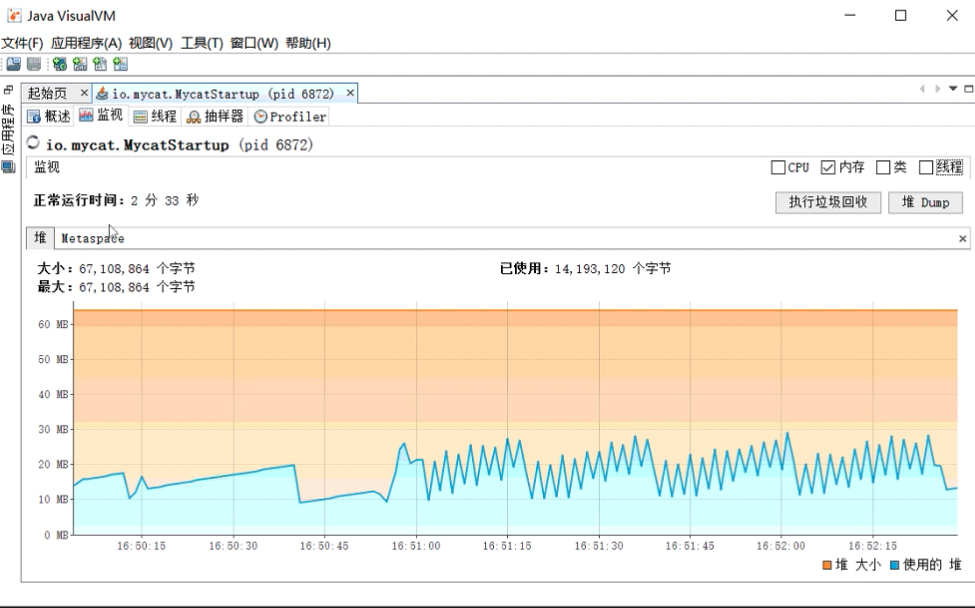 Java VisualVM
文件(F) 应用程序(A) 视图(V) 工具(T) 窗口(W) 帮助(H)
起始页 io.mycat.MycatStartup (pid 6872)
应用程序
概述 监视 线程 抽样器 Profiler
io.mycat.MycatStartup (pid 6872)
监视 CPU 内存 类 线程
正常运行时间: 2 分 33 秒 执行垃圾回收 堆 Dump
堆 Metaspace
大小: 67,108,864 个字节 已使用: 14,193,120 个字节
最大: 67,108,864 个字节
60 MB
50 MB
40 MB
30 MB
20 MB
10 MB
0 MB
16:50:15 16:50:30 16:50:45 16:51:00 16:51:15 16:51:30 16:51:45 16:52:00 16:52:15
堆 大小 使用的 堆